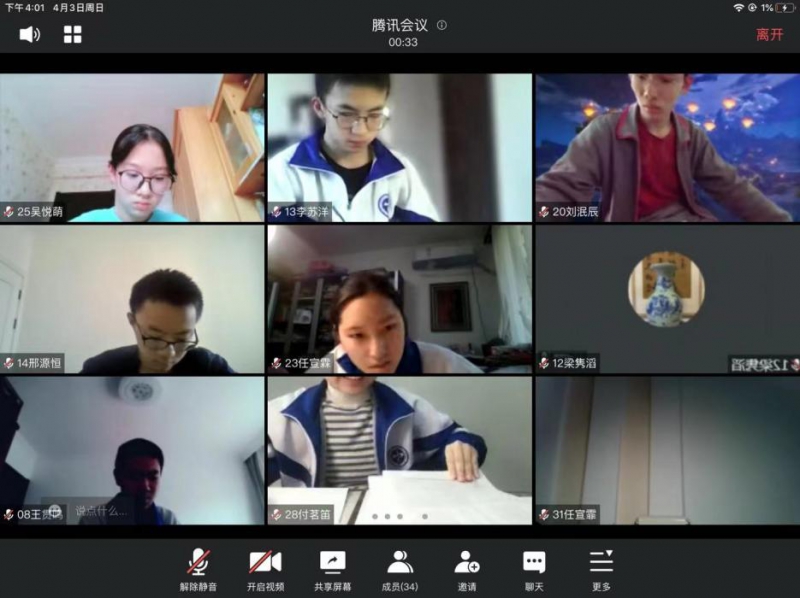 下午4:01 4月3日周日
1%
腾讯会议
00:33
离开
25吴悦萌
13李苏洋
20刘泯辰
14邢源恒
23任宣霖
12梁隽滔
12梁隽滔
08王
说点什么...
28付茗笛
31任宣霏
解除静音
开启视频
共享屏幕
成员(34)
邀请
聊天
更多